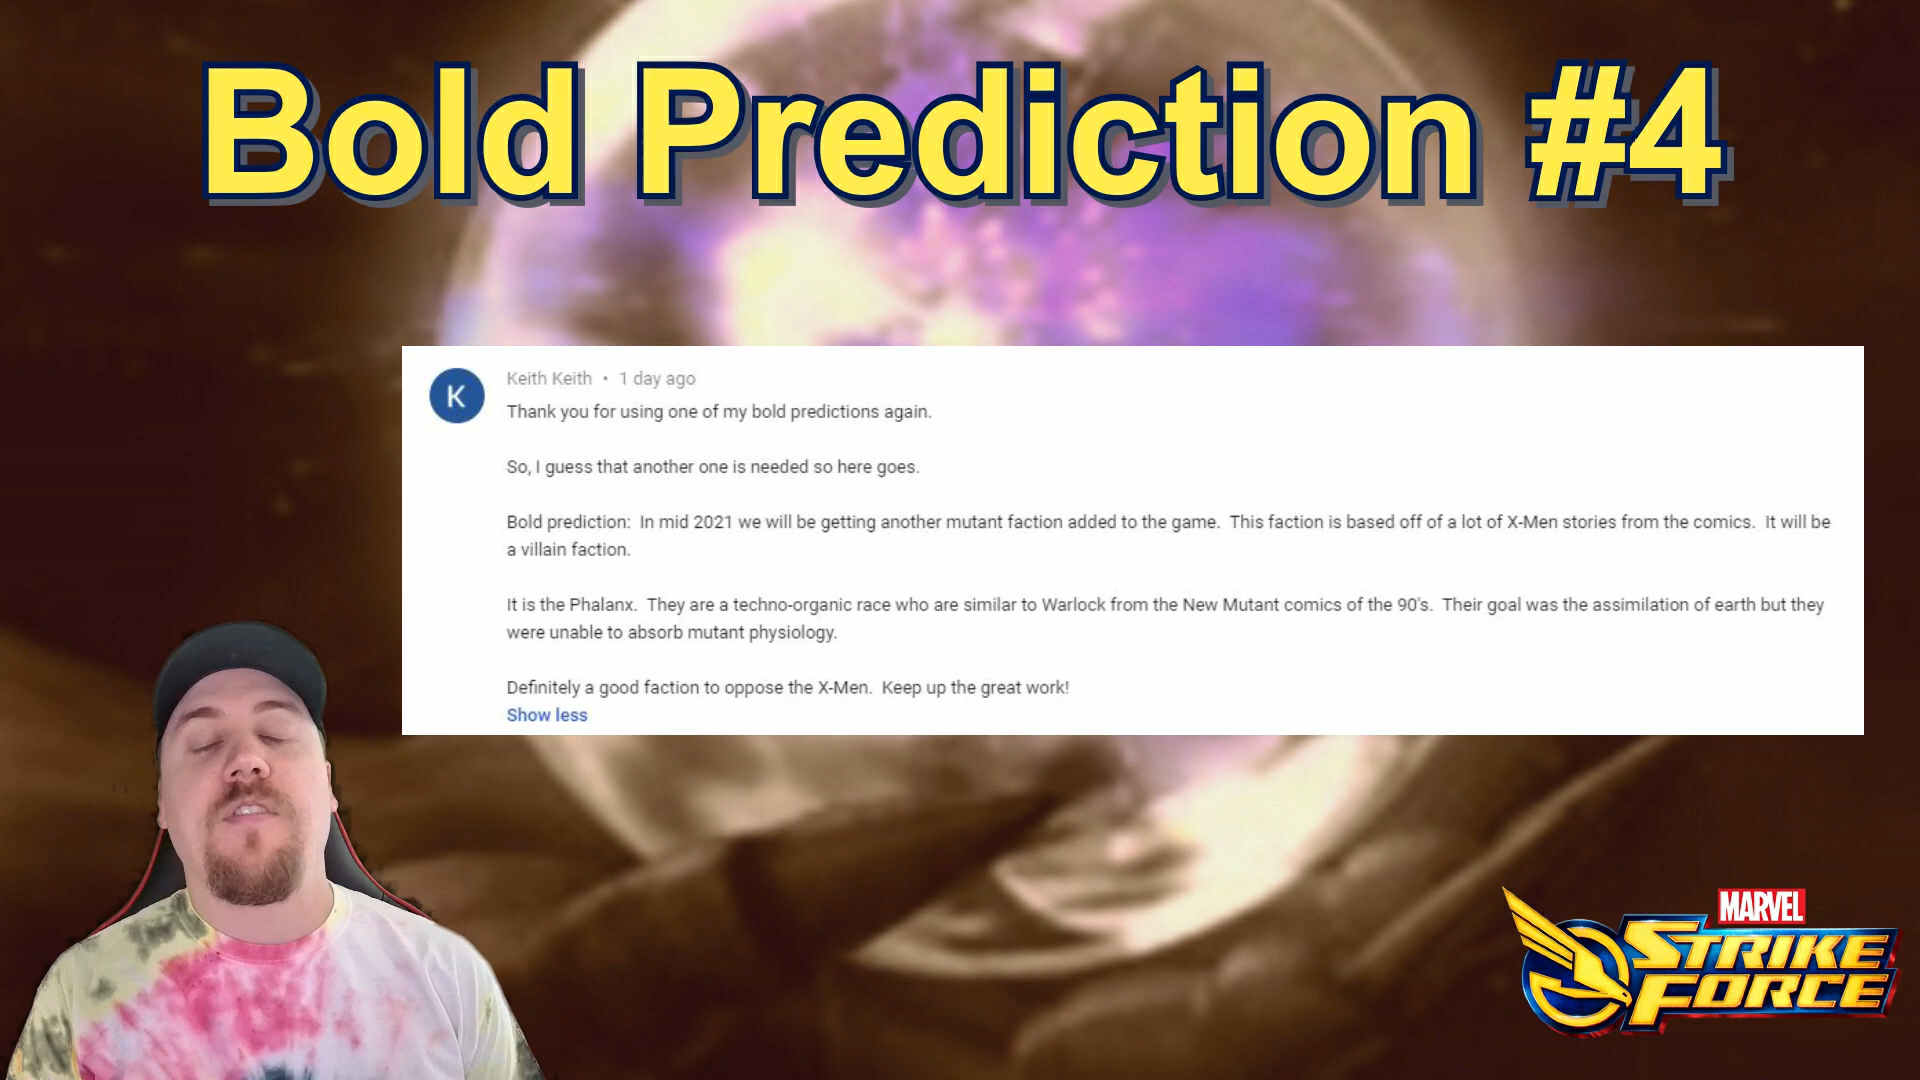 Bold Prediction #4
K
Keith Keith • 1 day ago
Thank you for using one of my bold predictions again.
So, I guess that another one is needed so here goes.
Bold prediction:  In mid 2021 we will be getting another mutant faction added to the game.  This faction is based off of a lot of X-Men stories from the comics.  It will be
a villain faction.
It is the Phalanx.  They are a techno-organic race who are similar to Warlock from the New Mutant comics of the 90's.  Their goal was the assimilation of earth but they
were unable to absorb mutant physiology.
Definitely a good faction to oppose the X-Men.  Keep up the great work!
Show less
MARVEL
STRIKE
FORCE